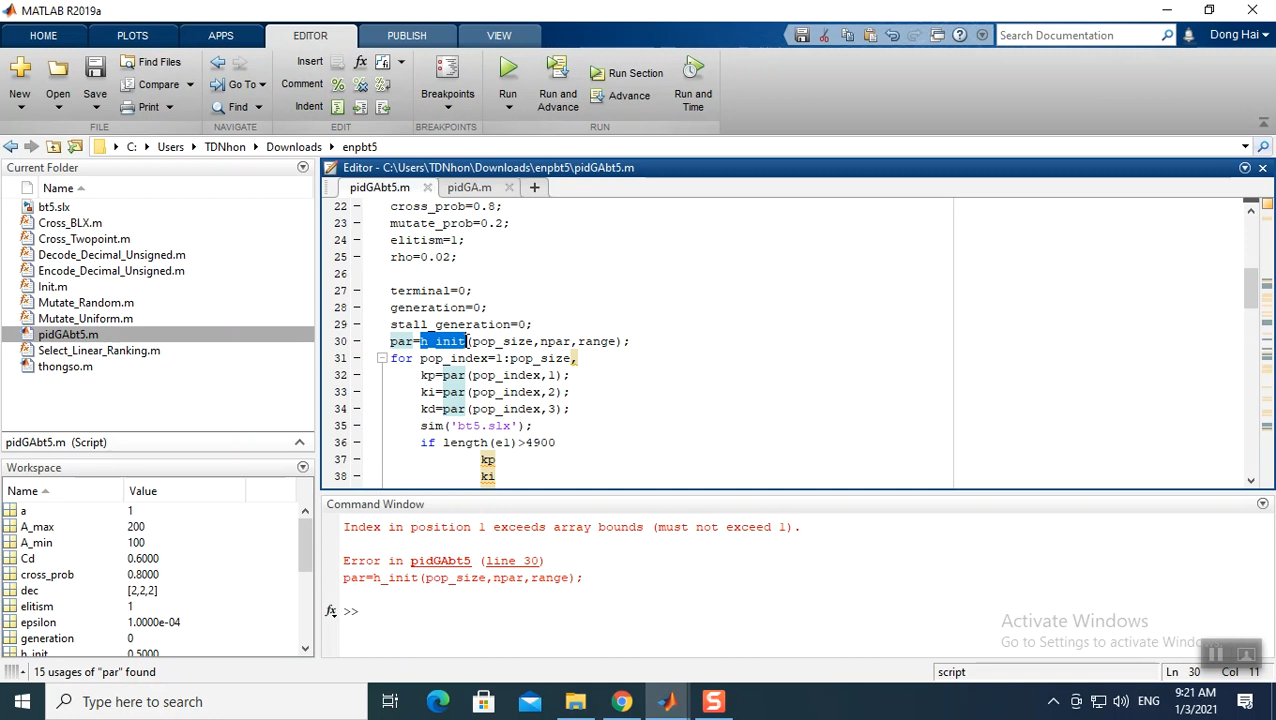 MATLAB R2019a
HOME PLOTS APPS EDITOR PUBLISH VIEW Search Documentation Dong Hai
New Open Save Find Files Compare Print
Go To Find
Insert fx Comment % Indent
Breakpoints
Run Run and Advance Run Section Advance Run and Time
FILE NAVIGATE EDIT BREAKPOINTS RUN
C: Users TDNhon Downloads enpbt5
Current Folder
Name
bt5.slx
Cross_BLX.m
Cross_Twopoint.m
Decode_Decimal_Unsigned.m
Encode_Decimal_Unsigned.m
Init.m
Mutate_Random.m
Mutate_Uniform.m
pidGAbt5.m
Select_Linear_Ranking.m
thongso.m
pidGAbt5.m (Script)
Workspace
Name Value
a 1
A_max 200
A_min 100
Cd 0.6000
cross_prob 0.8000
dec [2,2,2]
elitism 1
epsilon 1.0000e-04
generation 0
h_init 0.5000
Editor - C:\Users\TDNhon\Downloads\enpbt5\pidGAbt5.m
pidGAbt5.m pidGA.m
22 cross_prob=0.8;
23 mutate_prob=0.2;
24 elitism=1;
25 rho=0.02;
26
27 terminal=0;
28 generation=0;
29 stall_generation=0;
30 par=h_init(pop_size,npar,range);
31 for pop_index=1:pop_size,
32 kp=par(pop_index,1);
33 ki=par(pop_index,2);
34 kd=par(pop_index,3);
35 sim('bt5.slx');
36 if length(e1)>4900
37 kp
38 ki
Command Window
Index in position 1 exceeds array bounds (must not exceed 1).
Error in pidGAbt5 (line 30)
par=h_init(pop_size,npar,range);
fx >>
Activate Windows
Go to Settings to activate Windows.
15 usages of "par" found script Ln 30 Col 11
Type here to search ENG 9:21 AM
1/3/2021